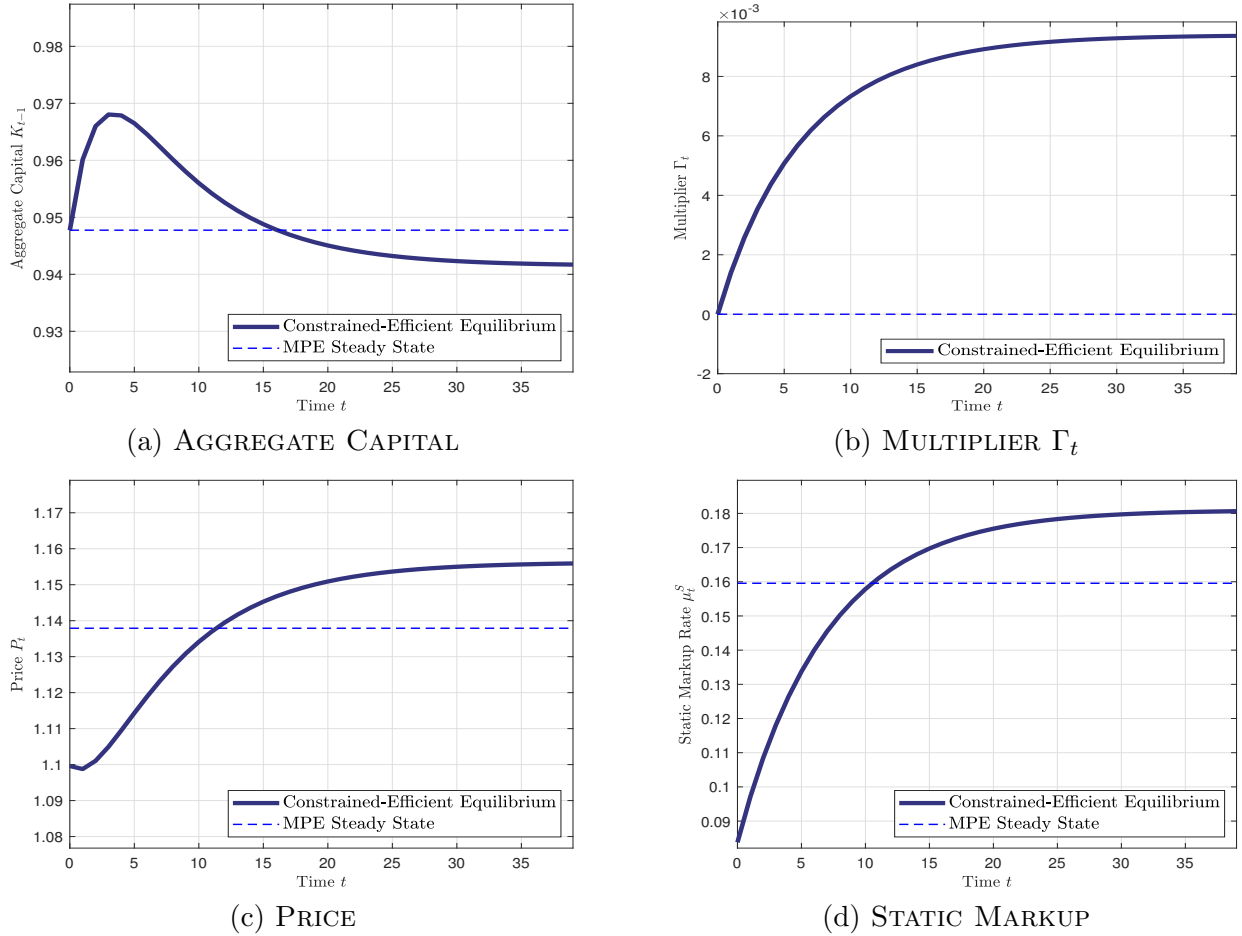 0.98
0.97
0.96
0.95
0.94
0.93
Aggregate Capital K_{t−1}
0 5 10 15 20 25 30 35
Time t
Constrained-Efficient Equilibrium
MPE Steady State
(a) Aggregate Capital
×10^{-3}
8
6
4
2
0
-2
Multiplier Γ_t
0 5 10 15 20 25 30 35
Time t
Constrained-Efficient Equilibrium
(b) Multiplier Γ_t
1.17
1.16
1.15
1.14
1.13
1.12
1.11
1.1
1.09
1.08
Price P_t
0 5 10 15 20 25 30 35
Time t
Constrained-Efficient Equilibrium
MPE Steady State
(c) Price
0.18
0.17
0.16
0.15
0.14
0.13
0.12
0.11
0.1
0.09
Static Markup Rate μ_t^S
0 5 10 15 20 25 30 35
Time t
Constrained-Efficient Equilibrium
MPE Steady State
(d) Static Markup